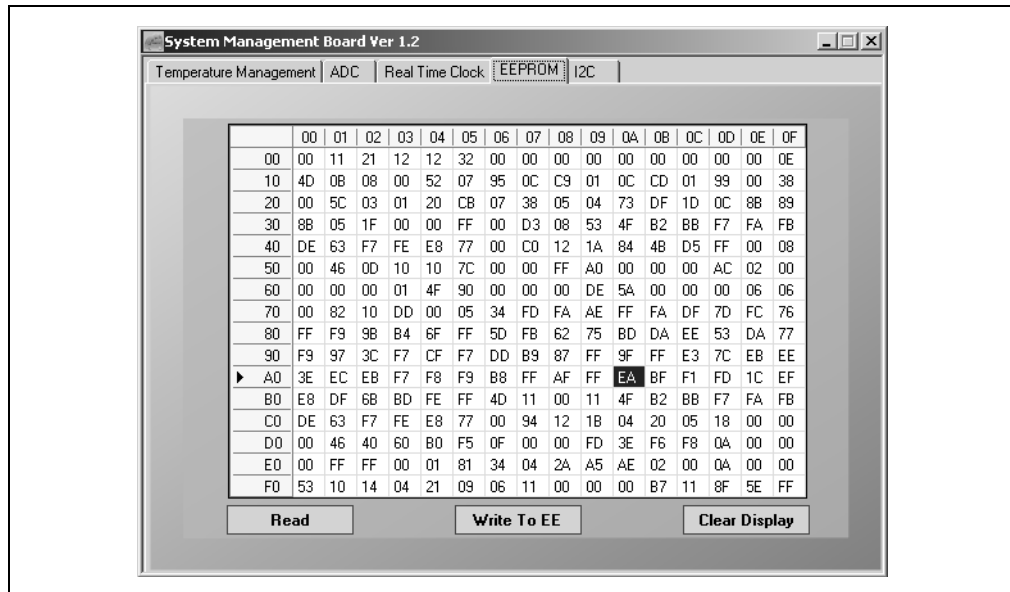 System Management Board Ver 1.2
Temperature Management ADC Real Time Clock EEPROM I2C
00 01 02 03 04 05 06 07 08 09 0A 0B 0C 0D 0E 0F
00 00 11 21 12 12 32 00 00 00 00 00 00 00 00 00 0E
10 4D 0B 08 00 52 07 95 0C C9 01 0C CD 01 99 00 38
20 00 5C 03 01 20 CB 07 38 05 04 73 DF 1D 0C 8B 89
30 8B 05 1F 00 00 FF 00 D3 08 53 4F B2 BB F7 FA FB
40 DE 63 F7 FE E8 77 00 C0 12 1A 84 4B D5 FF 00 08
50 00 46 0D 10 10 7C 00 00 FF A0 00 00 00 AC 02 00
60 00 00 00 01 4F 90 00 00 00 DE 5A 00 00 00 06 06
70 00 82 10 DD 00 05 34 FD FA AE FF FA DF 7D FC 76
80 FF F9 9B B4 6F FF 5D FB 62 75 BD DA EE 53 DA 77
90 F9 97 3C F7 CF F7 DD B9 87 FF 9F FF E3 7C EB EE
A0 3E EC EB F7 F8 F9 B8 FF AF FF EA BF F1 FD 1C EF
B0 E8 DF 6B BD FE FF 4D 11 00 11 4F B2 BB F7 FA FB
C0 DE 63 F7 FE E8 77 00 94 12 1B 04 20 05 18 00 00
D0 00 46 40 60 B0 F5 0F 00 00 FD 3E F6 F8 0A 00 00
E0 00 FF FF 00 01 81 34 04 2A A5 AE 02 00 0A 00 00
F0 53 10 14 04 21 09 06 11 00 00 00 B7 11 8F 5E FF
Read Write To EE Clear Display